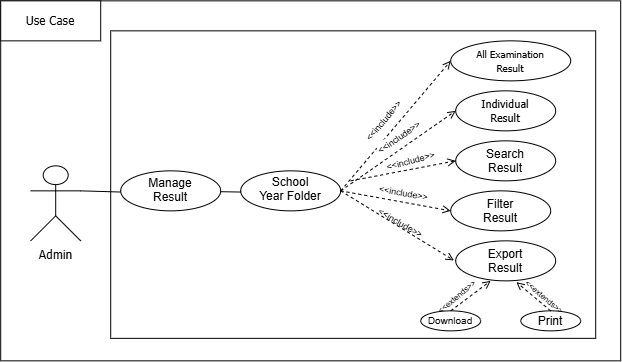 Use Case
All Examination
Result
<<include>>
Individual
Result
<<include>>
Search
Result
<<include>>
Manage
Result
School
Year Folder
<<include>>
Filter
Result
<<include>>
Admin
Export
Result
<<extends>>
<<extends>>
Download
Print